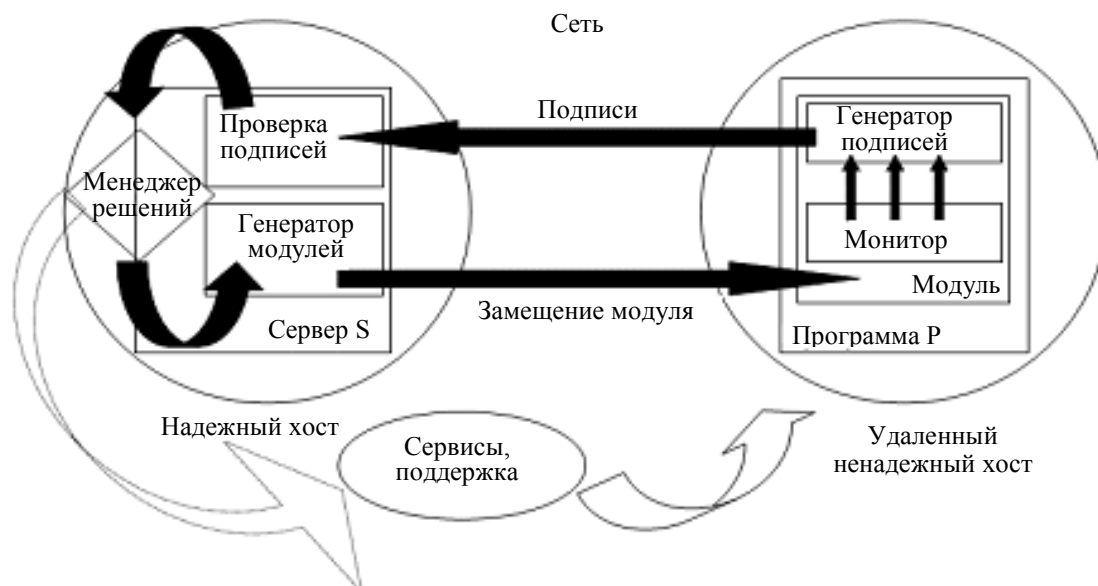 Сеть
Подписи
Проверка
подписей
Генератор
подписей
Менеджер
решений
Генератор
модулей
Монитор
Модуль
Замещение модуля
Сервер S
Программа P
Надежный хост
Сервисы,
поддержка
Удаленный
ненадежный хост